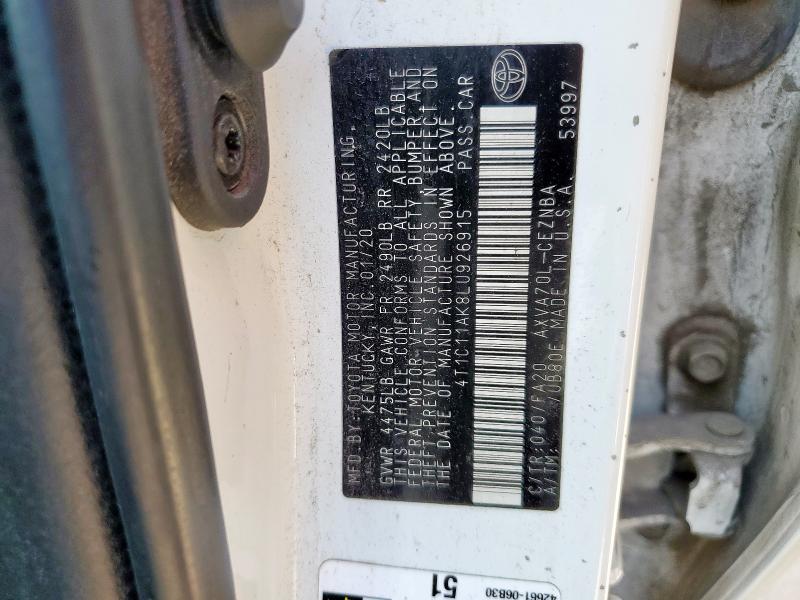 MFD BY:TOYOTA MOTOR MANUFACTURING,
KENTUCKY, INC. 01/20
GVWR 4475LB GAWR FR 2490LB RR 2420LB
THIS VEHICLE CONFORMS TO ALL APPLICABLE
FEDERAL MOTOR VEHICLE SAFETY, BUMPER, AND
THEFT PREVENTION STANDARDS IN EFFECT ON
THE DATE OF MANUFACTURE SHOWN ABOVE.
4T1C11AK8LU926915 PASS. CAR
C/TR:040/FA20 AXVA70L-CEZNBA
A/TM: /UB80E MADE IN U.S.A.
53997
51
42661-06B30